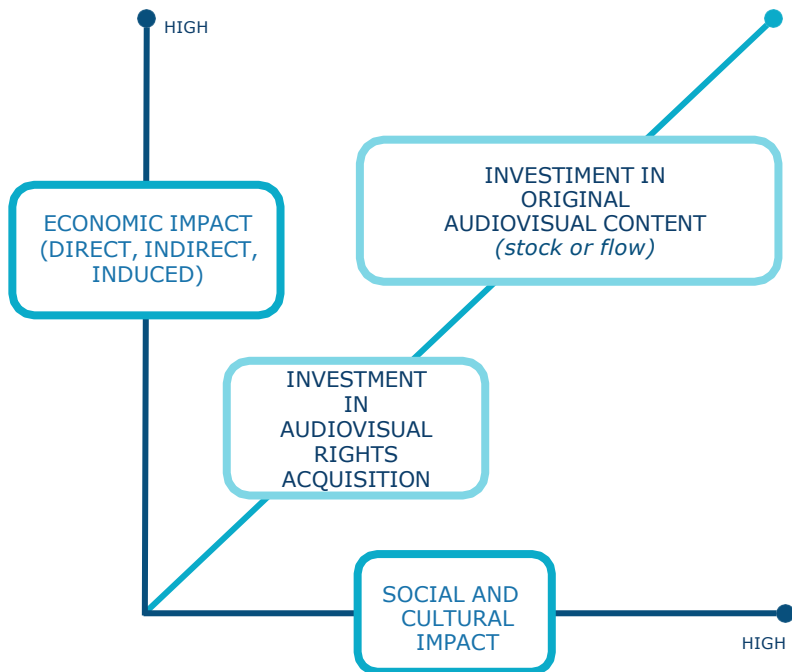 HIGH
INVESTIMENT IN
ORIGINAL
AUDIOVISUAL CONTENT
(stock or flow)
ECONOMIC IMPACT
(DIRECT, INDIRECT,
INDUCED)
INVESTMENT
IN
AUDIOVISUAL
RIGHTS
ACQUISITION
SOCIAL AND
CULTURAL
IMPACT
HIGH